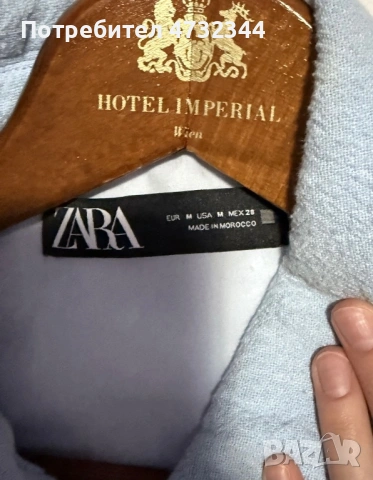 Потребител 4732344
HOTEL IMPERIAL
Wien
ZARA
EUR M USA M MEX 28
MADE IN MOROCCO
BAZAR